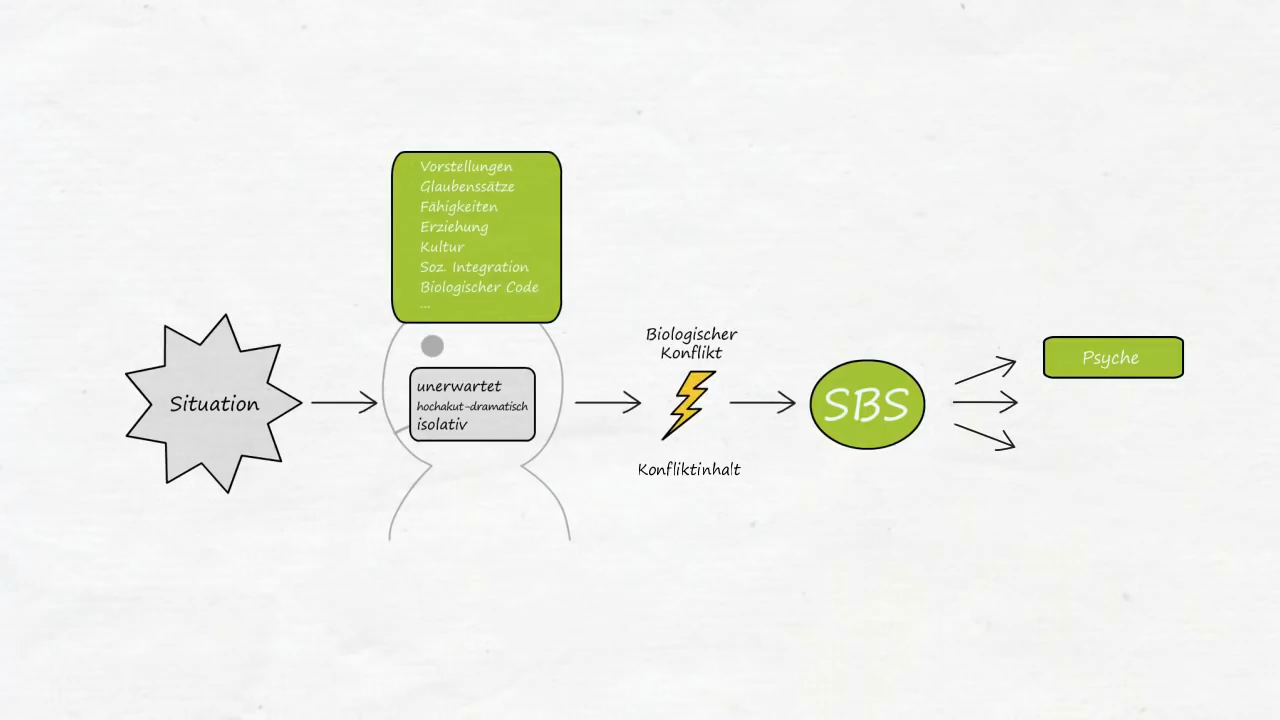 Vorstellungen
Glaubenssätze
Fähigkeiten
Erziehung
Kultur
Soz. Integration
Biologischer Code
...
Situation
unerwartet
hochakut-dramatisch
isolativ
Biologischer
Konflikt
Konfliktinhalt
SBS
Psyche